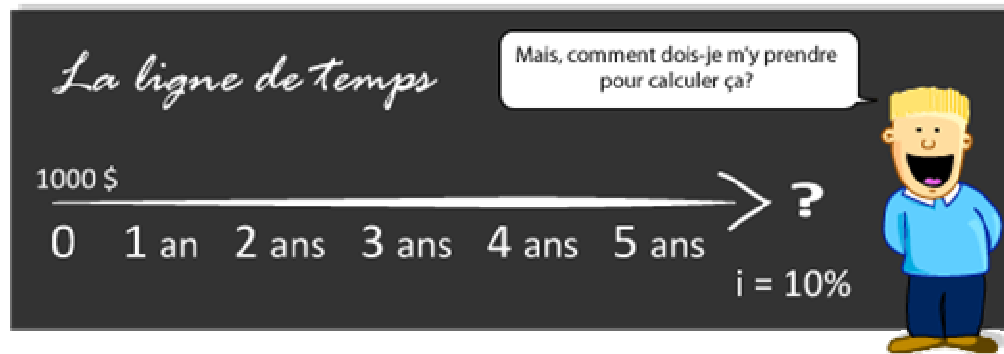 La ligne de temps
Mais, comment dois-je m'y prendre
pour calculer ça?
1000 $
?
0 1 an 2 ans 3 ans 4 ans 5 ans
i = 10%